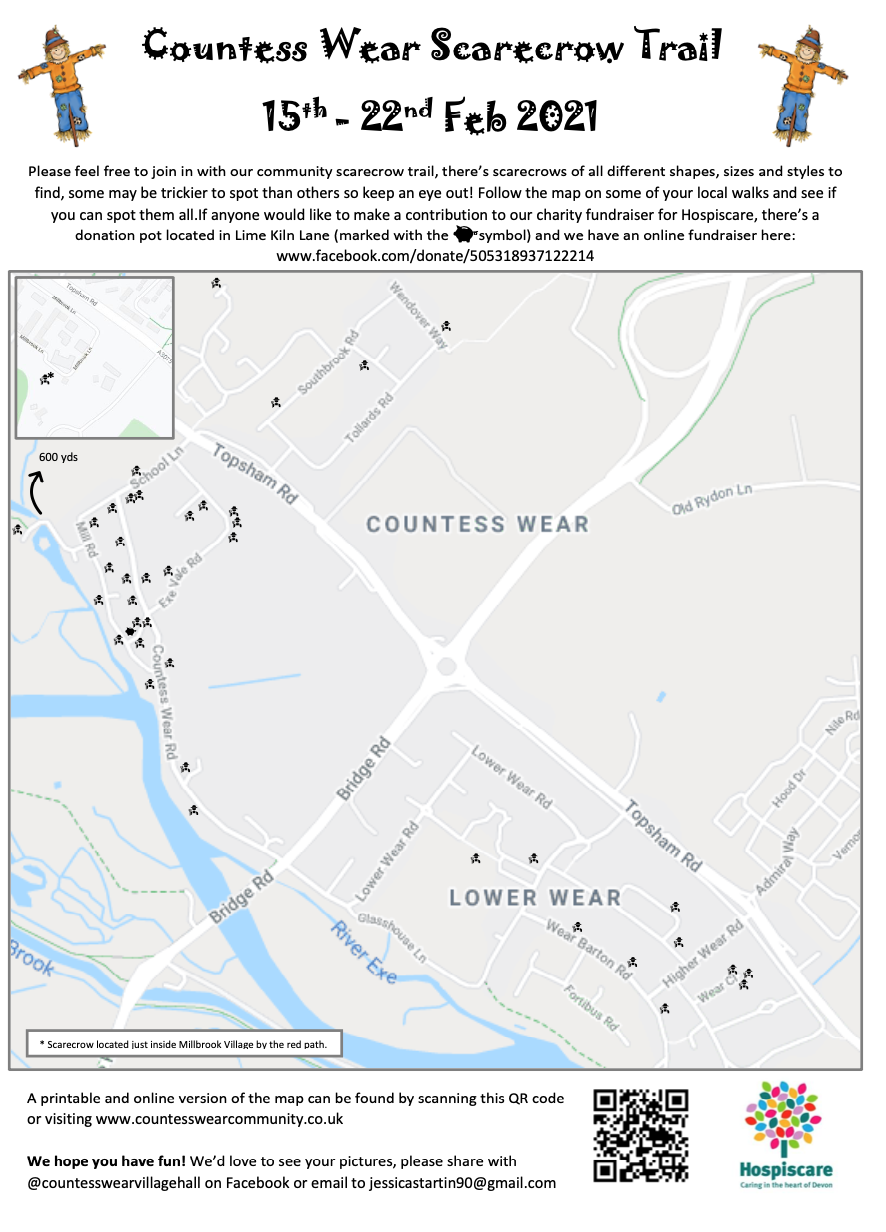 Countess Wear Scarecrow Trail
15th - 22nd Feb 2021
Please feel free to join in with our community scarecrow trail, there's scarecrows of all different shapes, sizes and styles to
find, some may be trickier to spot than others so keep an eye out! Follow the map on some of your local walks and see if
you can spot them all.If anyone would like to make a contribution to our charity fundraiser for Hospiscare, there's a
donation pot located in Lime Kiln Lane (marked with the symbol) and we have an online fundraiser here:
www.facebook.com/donate/505318937122214
Topsham Rd
Millbrook Ln
Millbrook Ln
Millbrook Ln
*
600 yds
Wendover Way
Southbrook Rd
Tollards Rd
School Ln
Topsham Rd
COUNTESS WEAR
Old Rydon Ln
Mill Rd
Exe Vale Rd
Countess Wear Rd
Bridge Rd
Lower Wear Rd
Nile Rd
Hood Dr
Topsham Rd
Admiral Way
Lower Wear Rd
LOWER WEAR
Bridge Rd
Glasshouse Ln
River Exe
Wear Barton Rd
Higher Wear Rd
Wear
Fortibus Rd
Brook
* Scarecrow located just inside Millbrook Village by the red path.
A printable and online version of the map can be found by scanning this QR code
or visiting www.countesswearcommunity.co.uk
We hope you have fun! We'd love to see your pictures, please share with
@countesswearvillagehall on Facebook or email to jessicastartin90@gmail.com
Hospiscare
Caring in the heart of Devon